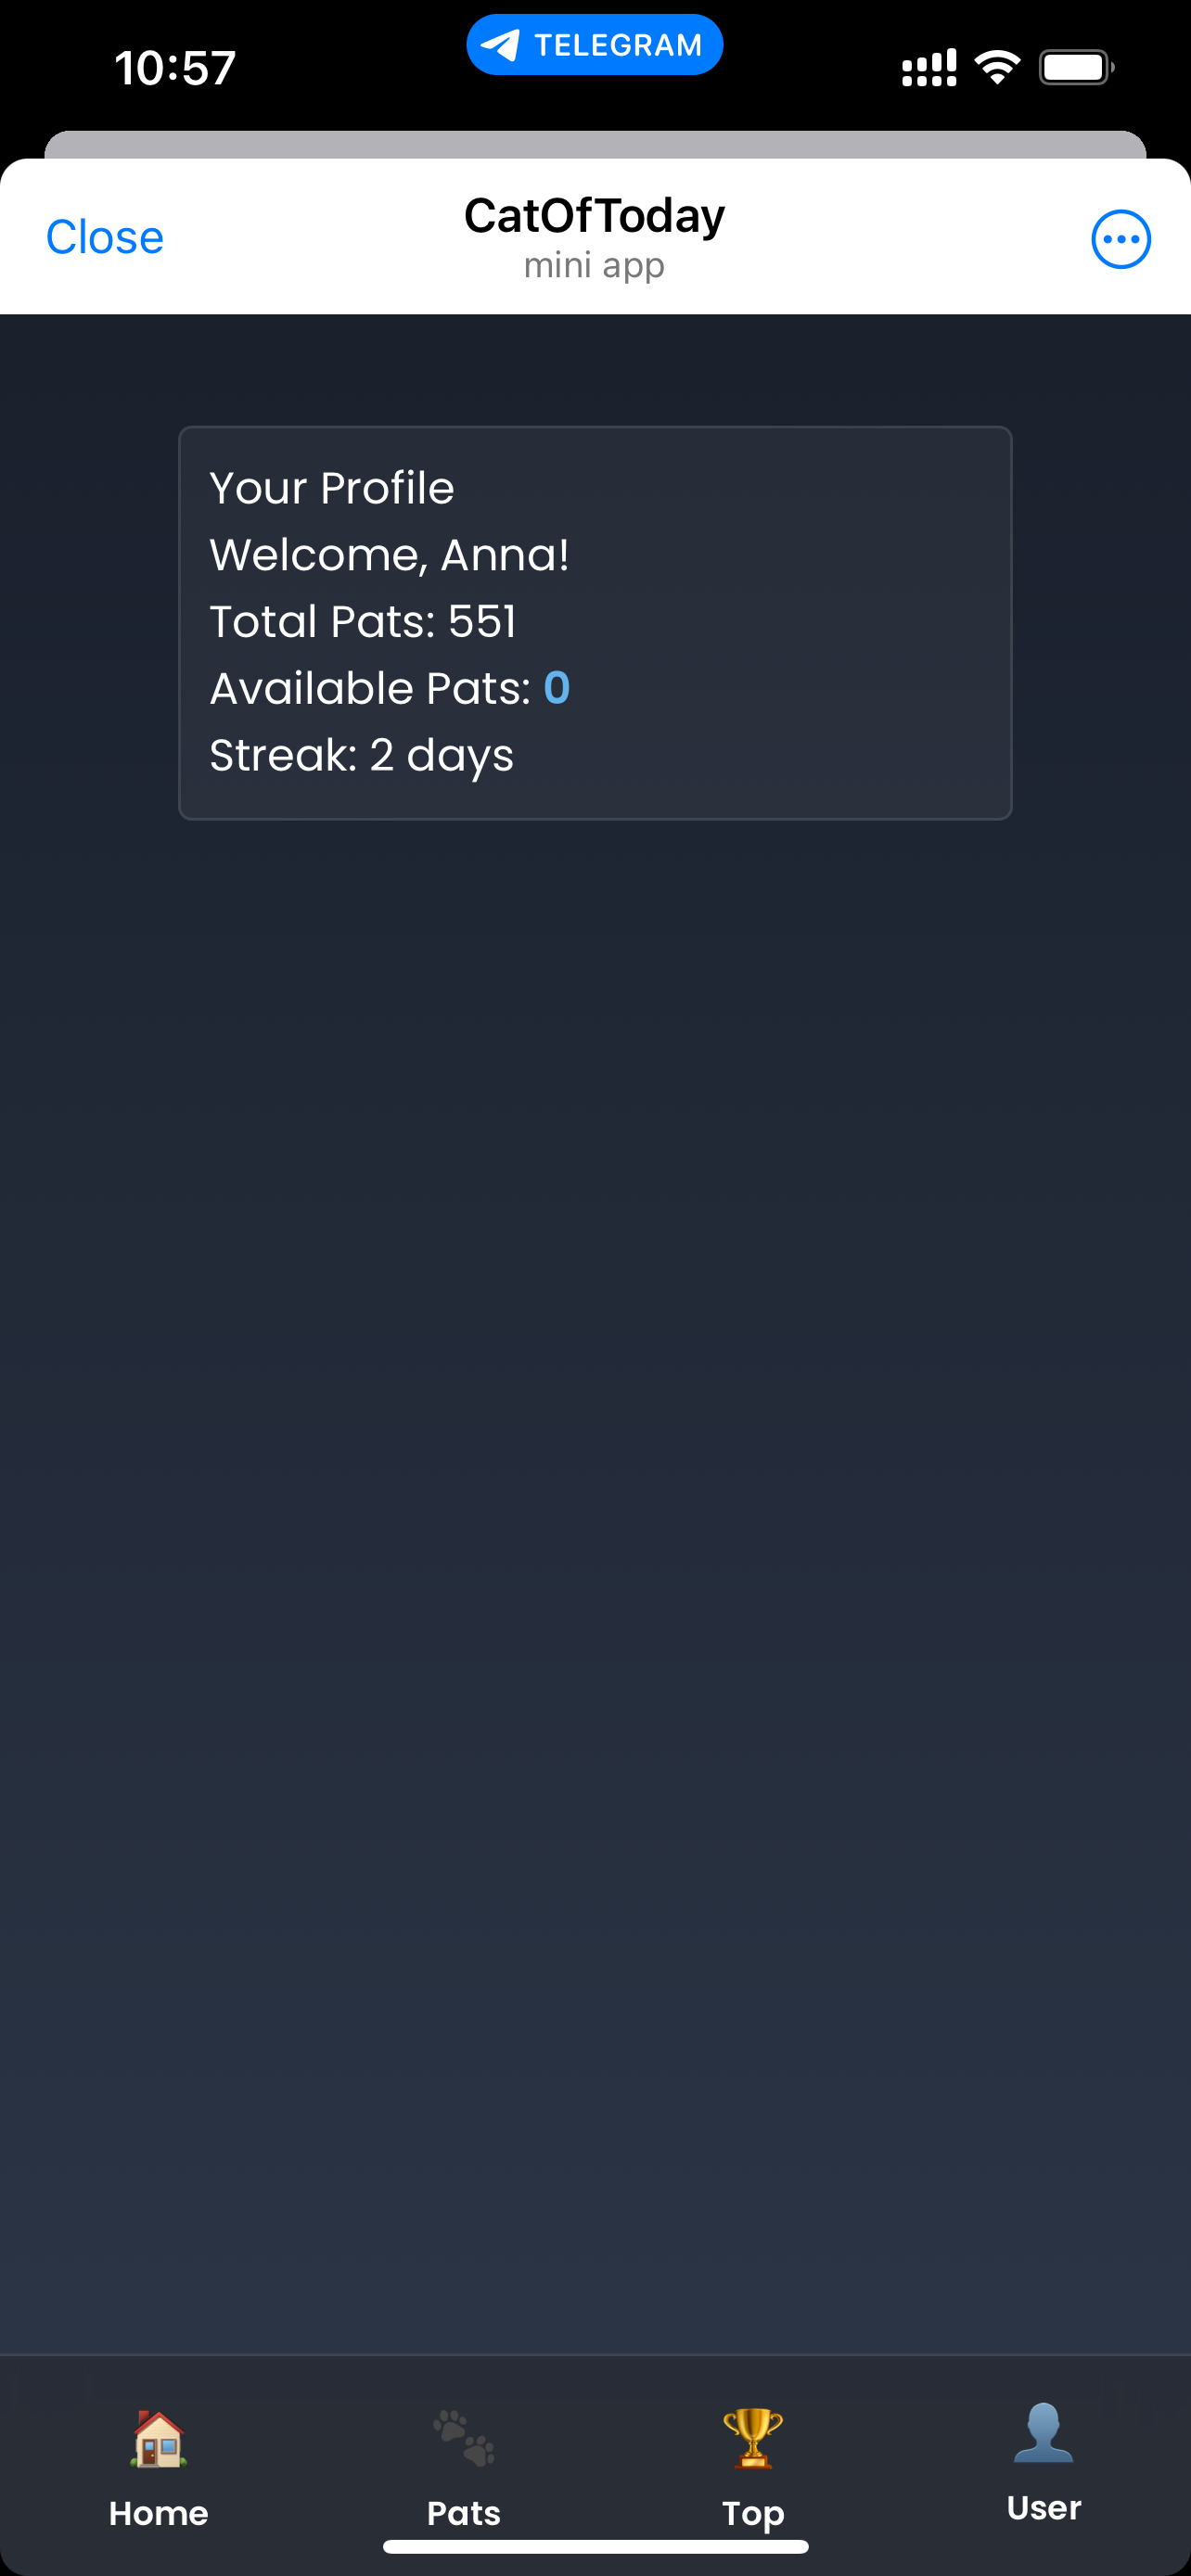 10:57
TELEGRAM
Close
CatOfToday
mini app
Your Profile
Welcome, Anna!
Total Pats: 551
Available Pats: 0
Streak: 2 days
Home
Pats
Top
User